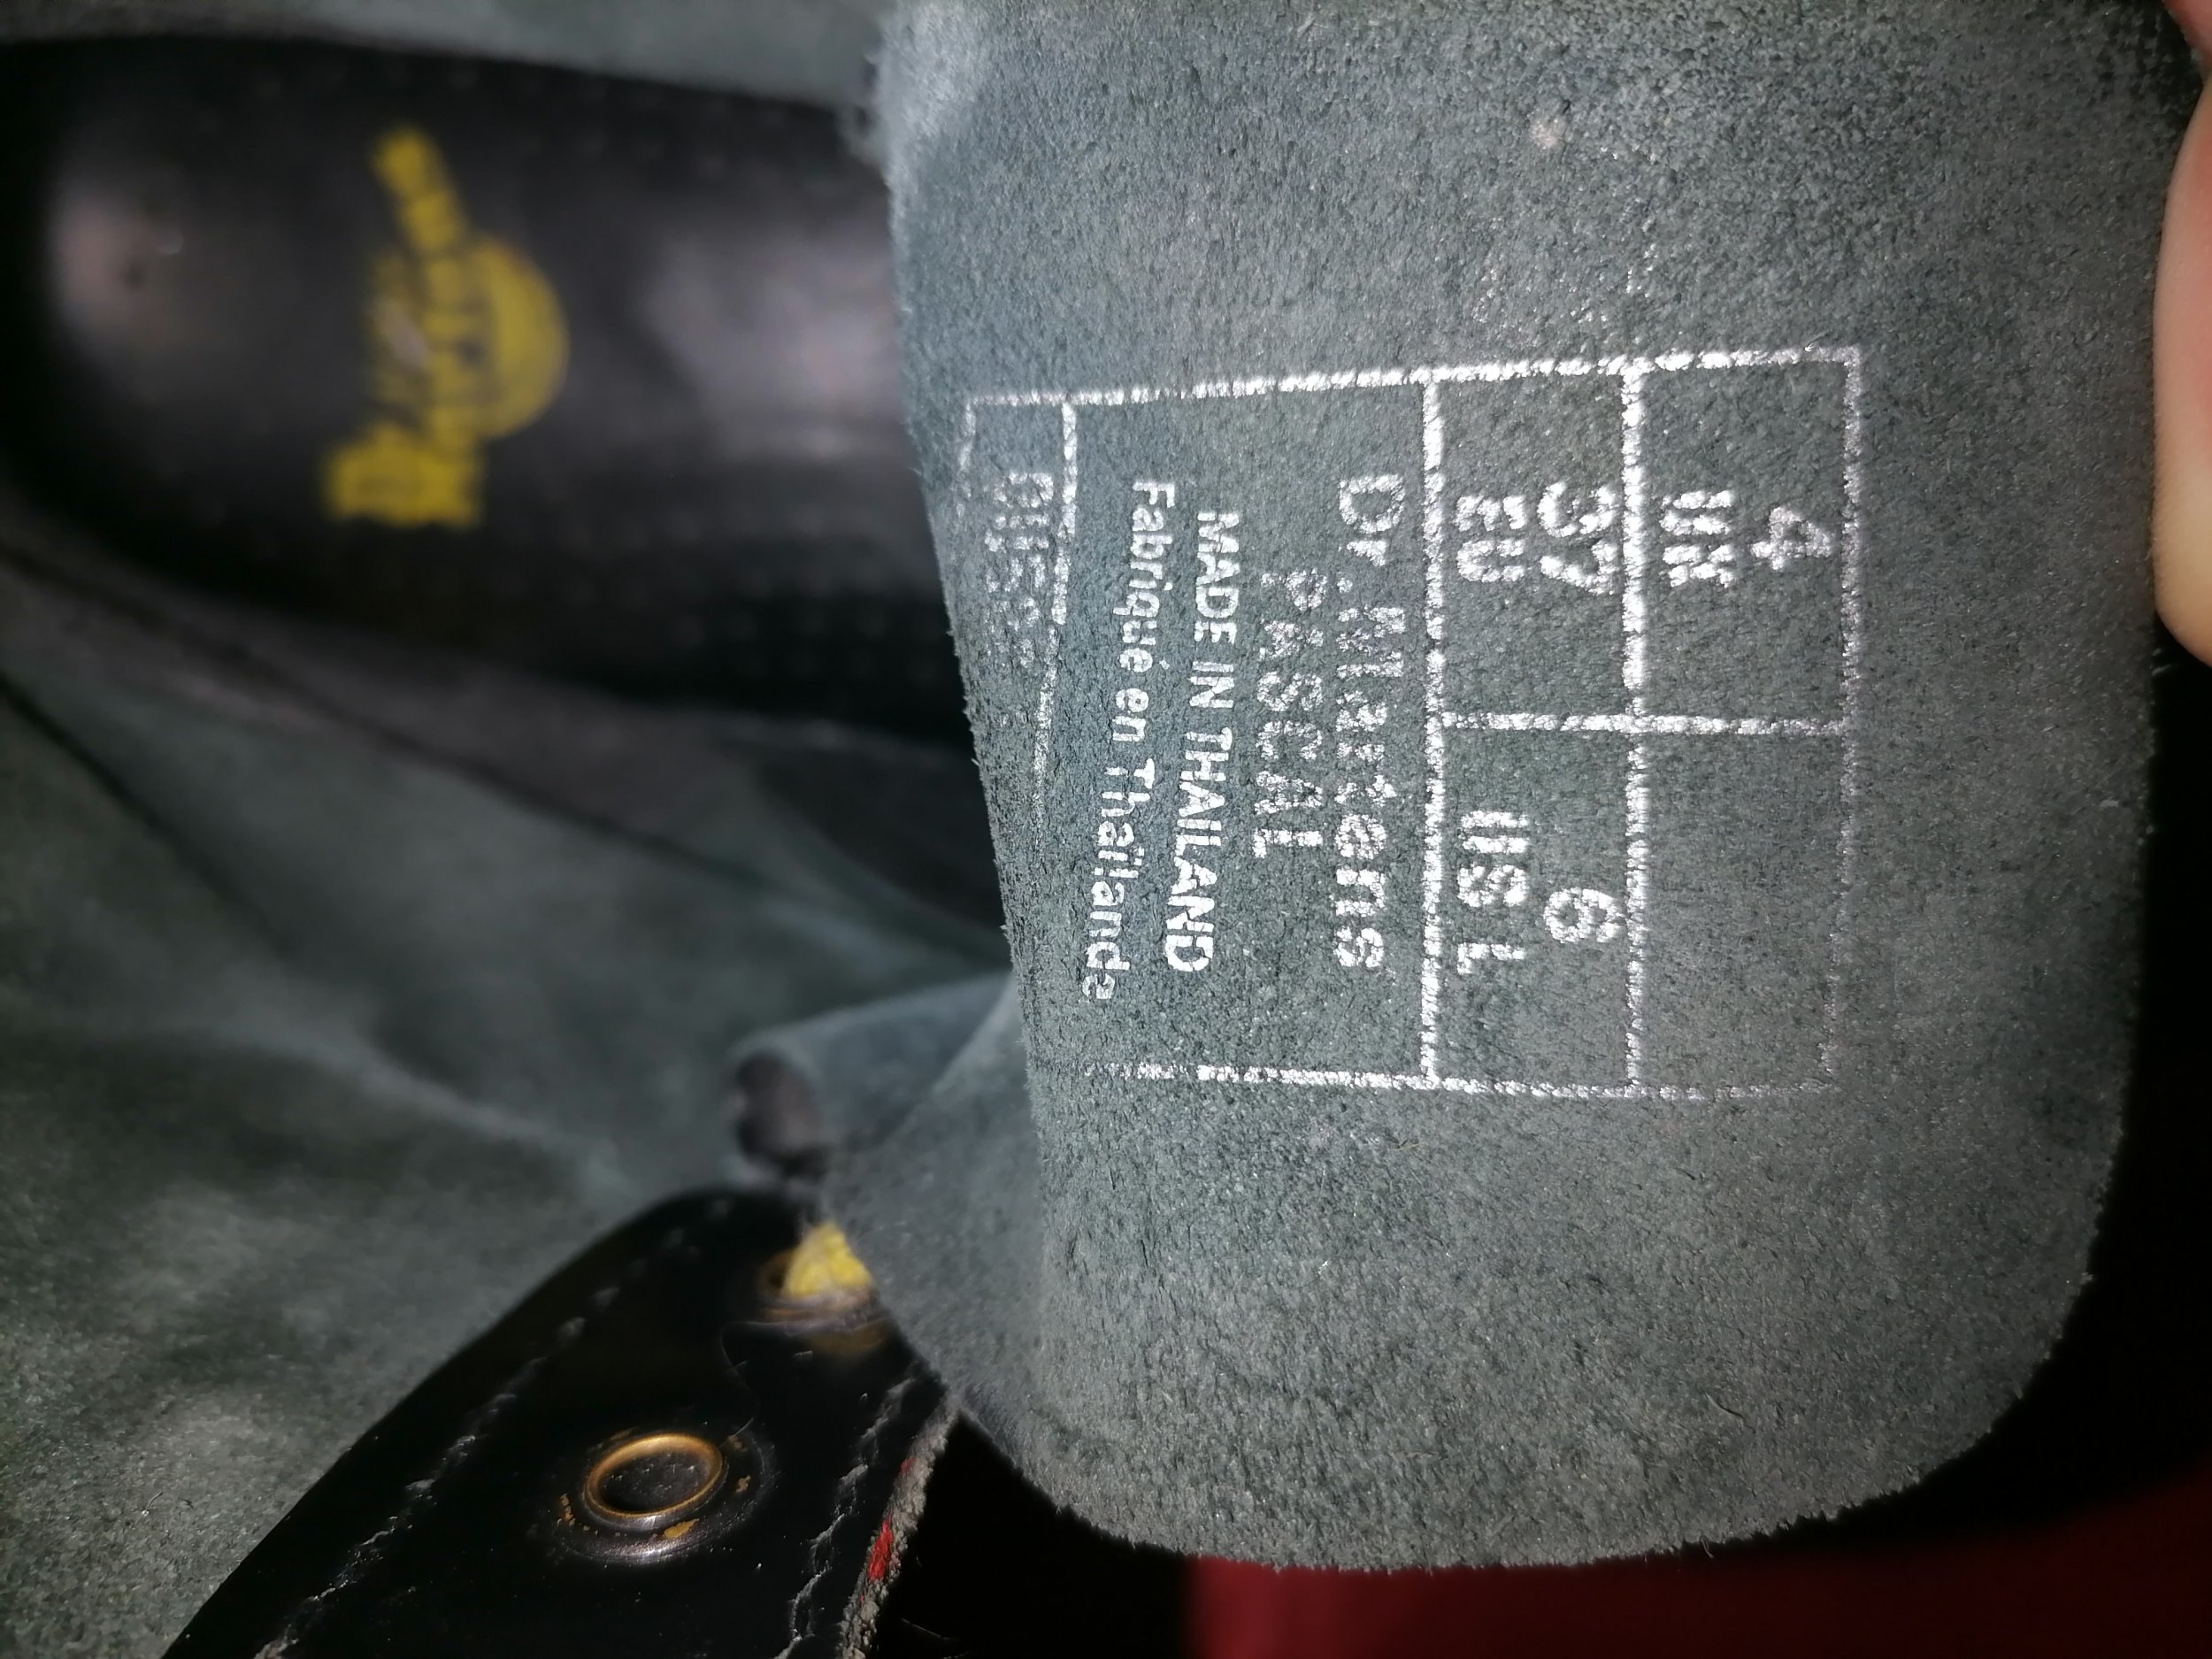 4
UK
37
EU
6
US L
Dr. Martens
PASCAL
MADE IN THAILAND
Fabriqué en Thaïlande